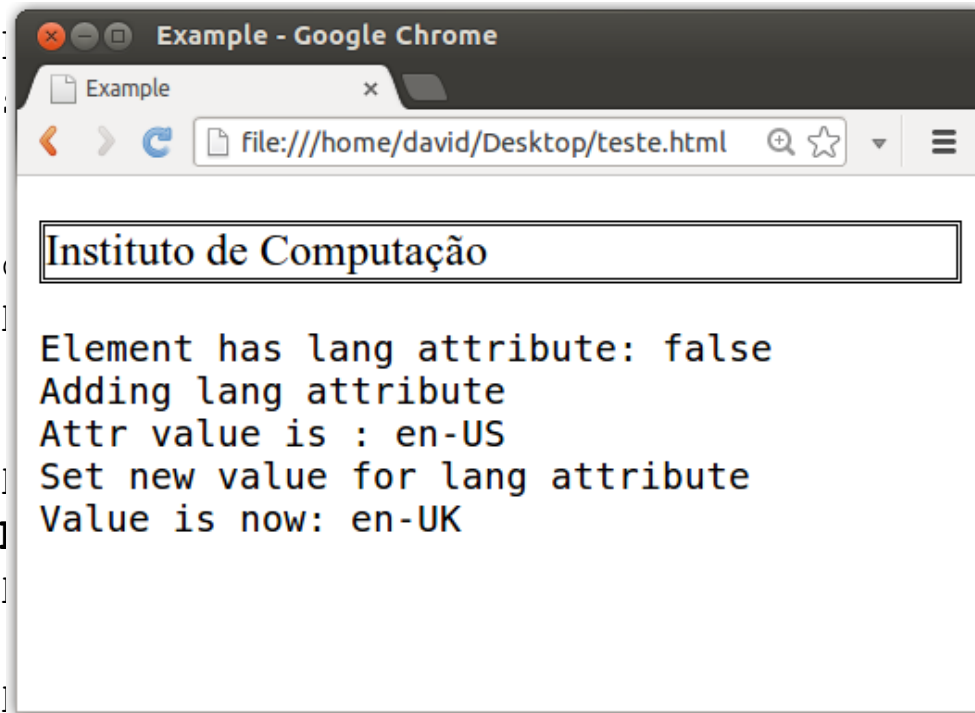 Example - Google Chrome
Example
file:///home/david/Desktop/teste.html
Instituto de Computação
Element has lang attribute: false
Adding lang attribute
Attr value is : en-US
Set new value for lang attribute
Value is now: en-UK